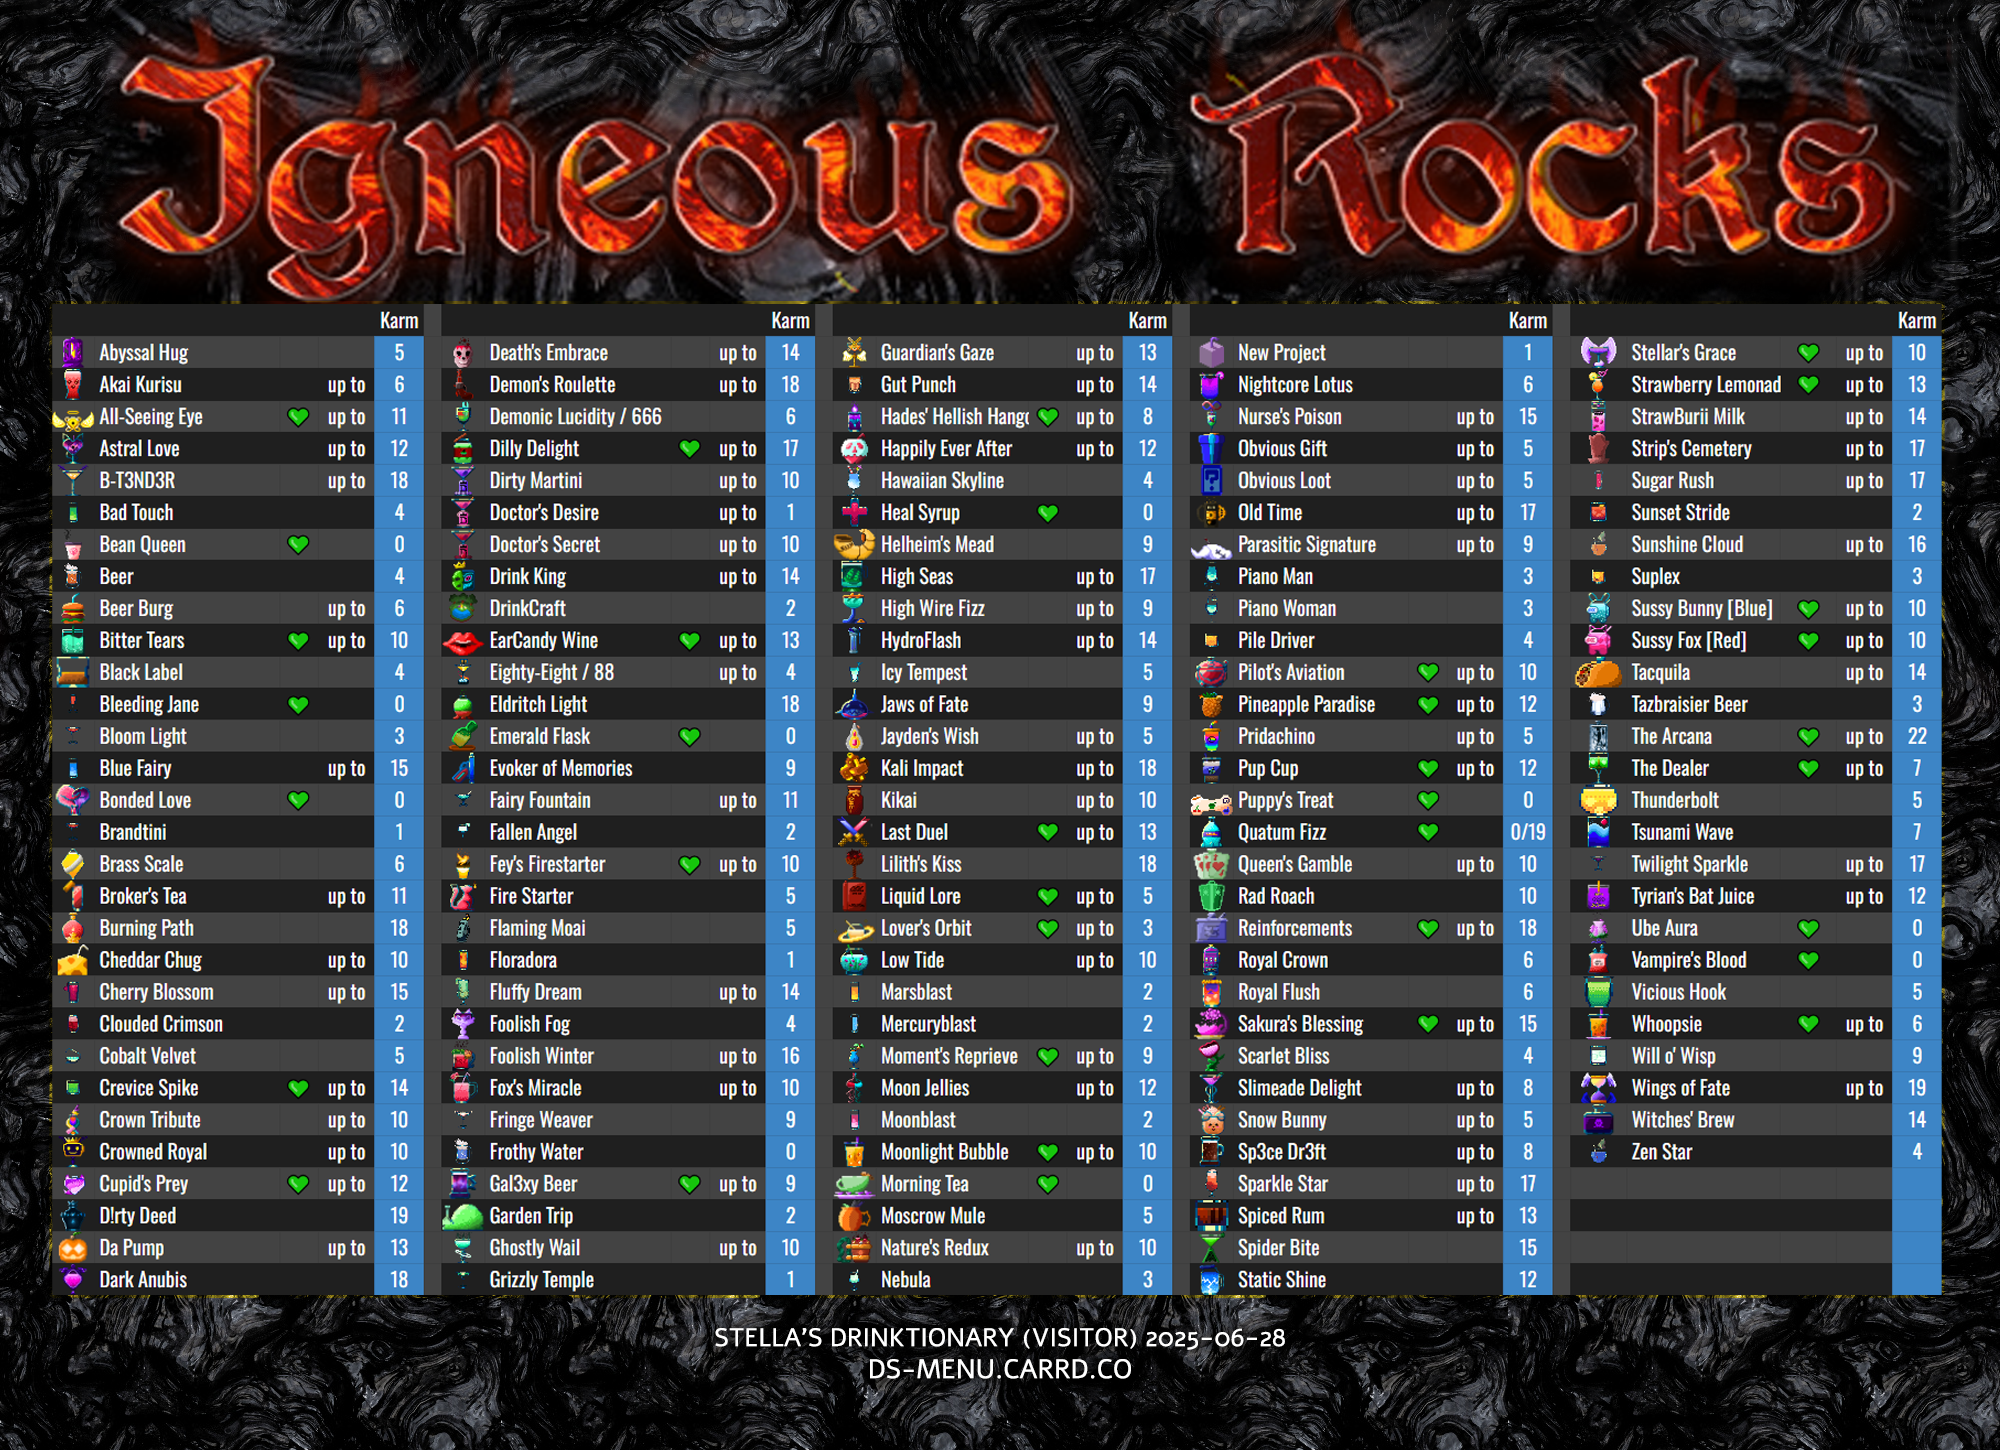 Igneous Rocks
Karm
Abyssal Hug 5
Akai Kurisu up to 6
All-Seeing Eye up to 11
Astral Love up to 12
B-T3ND3R up to 18
Bad Touch 4
Bean Queen 0
Beer 4
Beer Burg up to 6
Bitter Tears up to 10
Black Label 4
Bleeding Jane 0
Bloom Light 3
Blue Fairy up to 15
Bonded Love 0
Brandtini 1
Brass Scale 6
Broker's Tea up to 11
Burning Path 18
Cheddar Chug up to 10
Cherry Blossom up to 15
Clouded Crimson 2
Cobalt Velvet 5
Crevice Spike up to 14
Crown Tribute up to 10
Crowned Royal up to 10
Cupid's Prey up to 12
D!rty Deed 19
Da Pump up to 13
Dark Anubis 18
Karm
Death's Embrace up to 14
Demon's Roulette up to 18
Demonic Lucidity / 666 6
Dilly Delight up to 17
Dirty Martini up to 10
Doctor's Desire up to 1
Doctor's Secret up to 10
Drink King up to 14
DrinkCraft 2
EarCandy Wine up to 13
Eighty-Eight / 88 up to 4
Eldritch Light 18
Emerald Flask 0
Evoker of Memories 9
Fairy Fountain up to 11
Fallen Angel 2
Fey's Firestarter up to 10
Fire Starter 5
Flaming Moai 5
Floradora 1
Fluffy Dream up to 14
Foolish Fog 4
Foolish Winter up to 16
Fox's Miracle up to 10
Fringe Weaver 9
Frothy Water 0
Gal3xy Beer up to 9
Garden Trip 2
Ghostly Wail up to 10
Grizzly Temple 1
Karm
Guardian's Gaze up to 13
Gut Punch up to 14
Hades' Hellish Hang up to 8
Happily Ever After up to 12
Hawaiian Skyline 4
Heal Syrup 0
Helheim's Mead 9
High Seas up to 17
High Wire Fizz up to 9
HydroFlash up to 14
Icy Tempest 5
Jaws of Fate 9
Jayden's Wish up to 5
Kali Impact up to 18
Kikai up to 10
Last Duel up to 13
Lilith's Kiss 18
Liquid Lore up to 5
Lover's Orbit up to 3
Low Tide up to 10
Marsblast 2
Mercuryblast 2
Moment's Reprieve up to 9
Moon Jellies up to 12
Moonblast 2
Moonlight Bubble up to 10
Morning Tea 0
Moscrow Mule 5
Nature's Redux up to 10
Nebula 3
Karm
New Project 1
Nightcore Lotus 6
Nurse's Poison up to 15
Obvious Gift up to 5
Obvious Loot up to 5
Old Time up to 17
Parasitic Signature up to 9
Piano Man 3
Piano Woman 3
Pile Driver 4
Pilot's Aviation up to 10
Pineapple Paradise up to 12
Pridachino up to 5
Pup Cup up to 12
Puppy's Treat 0
Quatum Fizz 0/19
Queen's Gamble up to 10
Rad Roach 10
Reinforcements up to 18
Royal Crown 6
Royal Flush 6
Sakura's Blessing up to 15
Scarlet Bliss 4
Slimeade Delight up to 8
Snow Bunny up to 5
Sp3ce Dr3ft up to 8
Sparkle Star up to 17
Spiced Rum up to 13
Spider Bite 15
Static Shine 12
Karm
Stellar's Grace up to 10
Strawberry Lemonad up to 13
StrawBurii Milk up to 14
Strip's Cemetery up to 17
Sugar Rush up to 17
Sunset Stride 2
Sunshine Cloud up to 16
Suplex 3
Sussy Bunny [Blue] up to 10
Sussy Fox [Red] up to 10
Tacquila up to 14
Tazbraisier Beer 3
The Arcana up to 22
The Dealer up to 7
Thunderbolt 5
Tsunami Wave 7
Twilight Sparkle up to 17
Tyrian's Bat Juice up to 12
Ube Aura 0
Vampire's Blood 0
Vicious Hook 5
Whoopsie up to 6
Will o' Wisp 9
Wings of Fate up to 19
Witches' Brew 14
Zen Star 4
STELLA'S DRINKTIONARY (VISITOR) 2025-06-28
DS-MENU.CARRD.CO